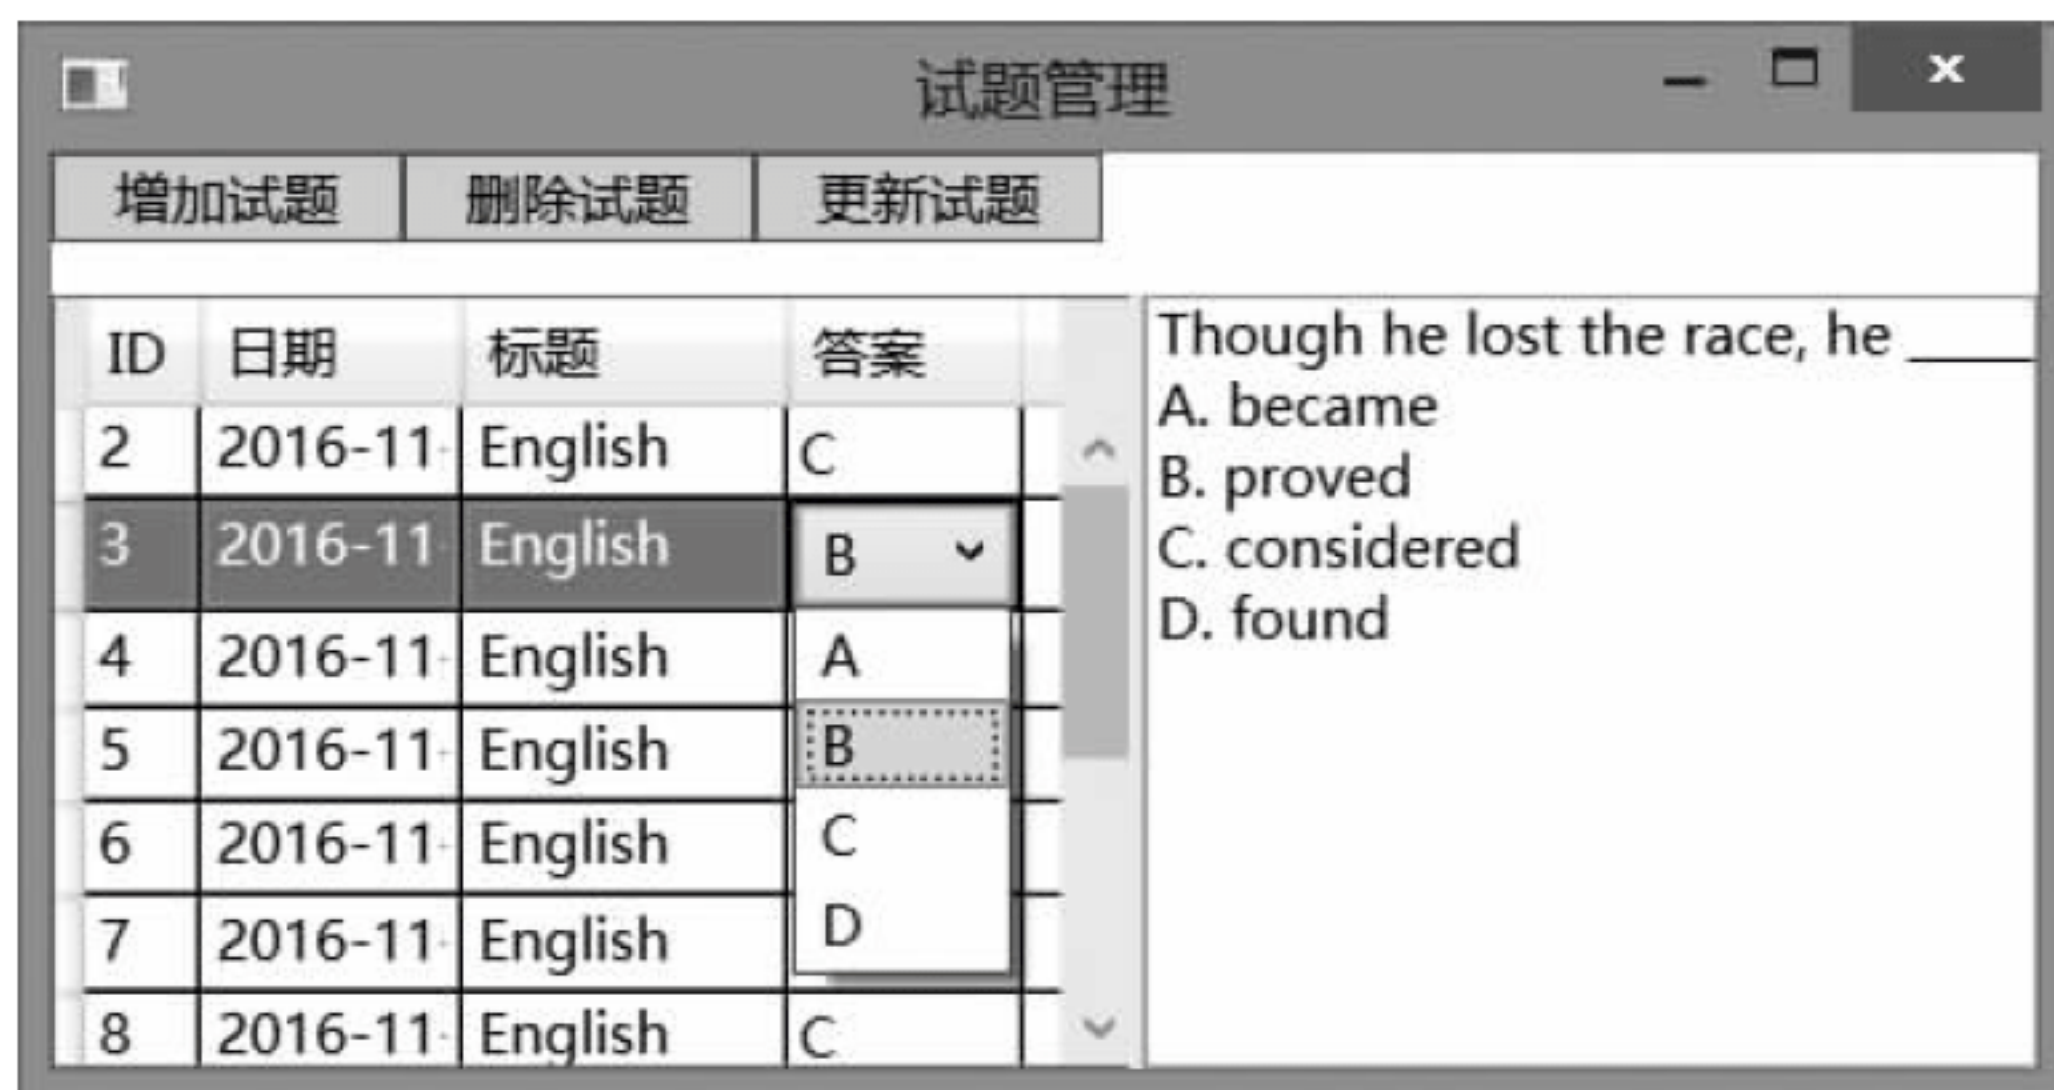 试题管理
增加试题 删除试题 更新试题
ID 日期 标题 答案
2 2016-11- English C
3 2016-11 English B
4 2016-11- English A
5 2016-11- English B
6 2016-11- English C
7 2016-11- English D
8 2016-11- English C
Though he lost the race, he _____
A. became
B. proved
C. considered
D. found